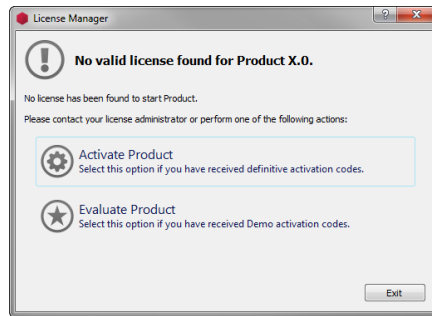 License Manager
No valid license found for Product X.0.
No license has been found to start Product.
Please contact your license administrator or perform one of the following actions:
Activate Product
Select this option if you have received definitive activation codes.
Evaluate Product
Select this option if you have received Demo activation codes.
Exit